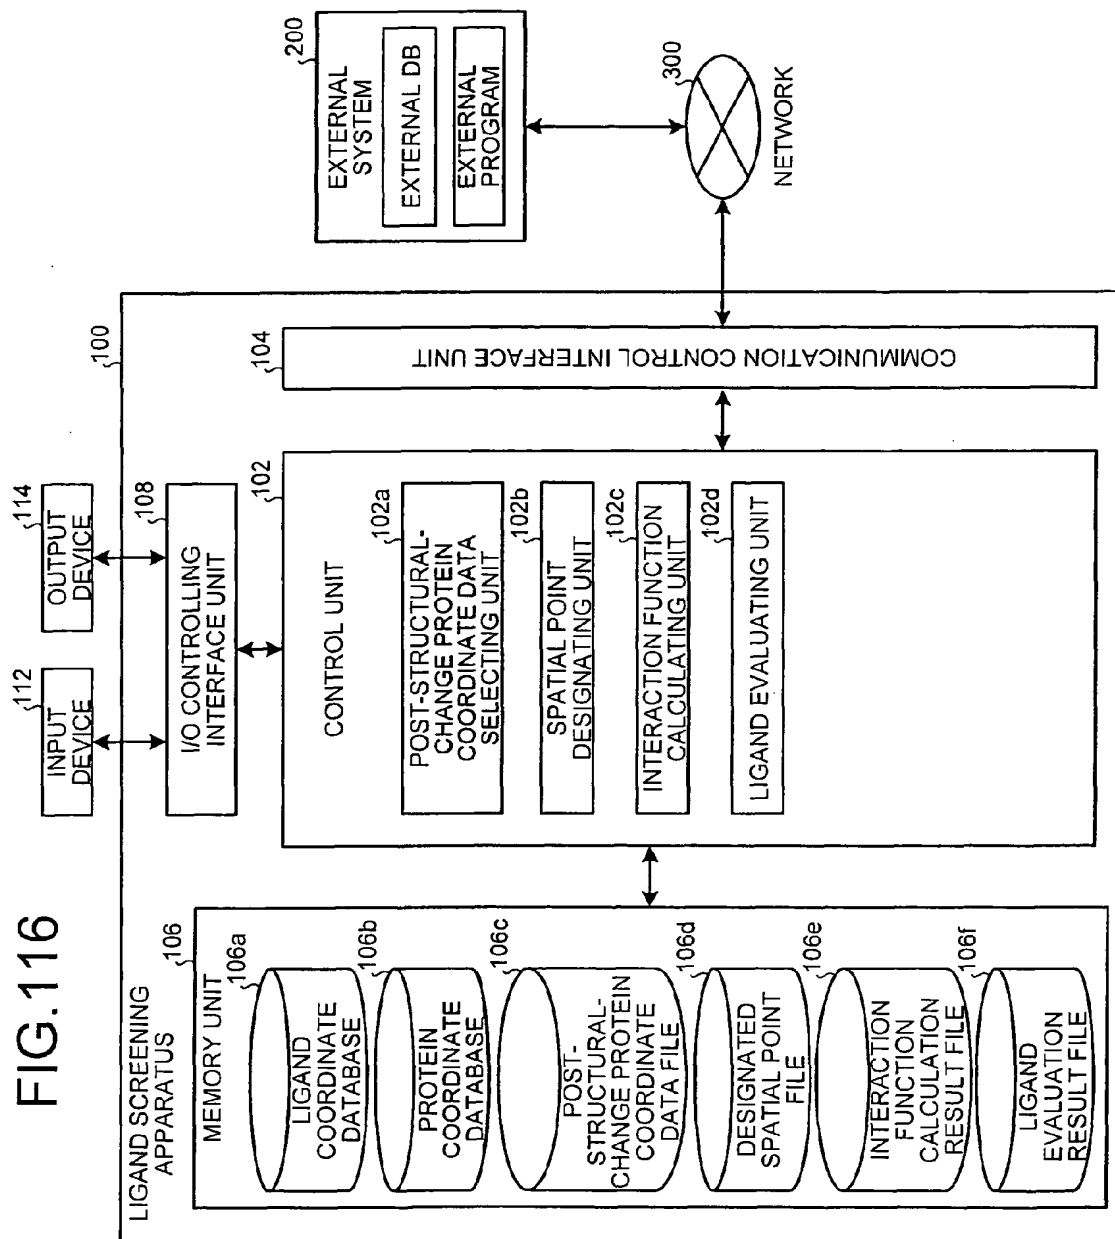 FIG.116
LIGAND SCREENING
APPARATUS
100
106
MEMORY UNIT
106a
LIGAND
COORDINATE
DATABASE
106b
PROTEIN
COORDINATE
DATABASE
106c
POST-
STRUCTURAL-
CHANGE PROTEIN
COORDINATE
DATA FILE
106d
DESIGNATED
SPATIAL POINT
FILE
106e
INTERACTION
FUNCTION
CALCULATION
RESULT FILE
106f
LIGAND
EVALUATION
RESULT FILE
112
INPUT
DEVICE
114
OUTPUT
DEVICE
108
I/O CONTROLLING
INTERFACE UNIT
102
CONTROL UNIT
102a
POST-STRUCTURAL-
CHANGE PROTEIN
COORDINATE DATA
SELECTING UNIT
102b
SPATIAL POINT
DESIGNATING UNIT
102c
INTERACTION FUNCTION
CALCULATING UNIT
102d
LIGAND EVALUATING UNIT
104
COMMUNICATION CONTROL INTERFACE UNIT
200
EXTERNAL
SYSTEM
EXTERNAL DB
EXTERNAL
PROGRAM
300
NETWORK